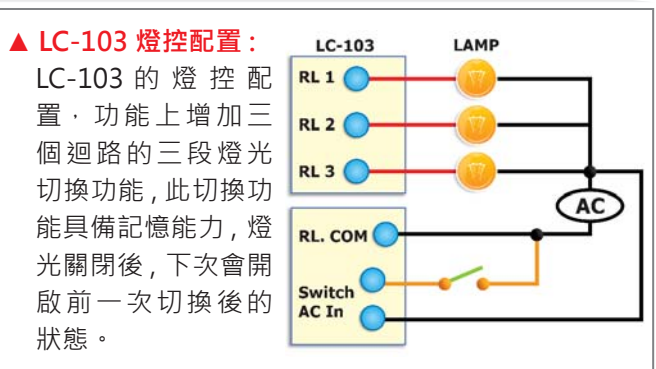 ▲ LC-103 燈控配置：
LC-103 的燈控配
置，功能上增加三
個迴路的三段燈光
切換功能，此切換功
能具備記憶能力，燈
光關閉後，下次會開
啟前一次切換後的
狀態。
LC-103
LAMP
RL 1
RL 2
RL 3
AC
RL. COM
Switch
AC In